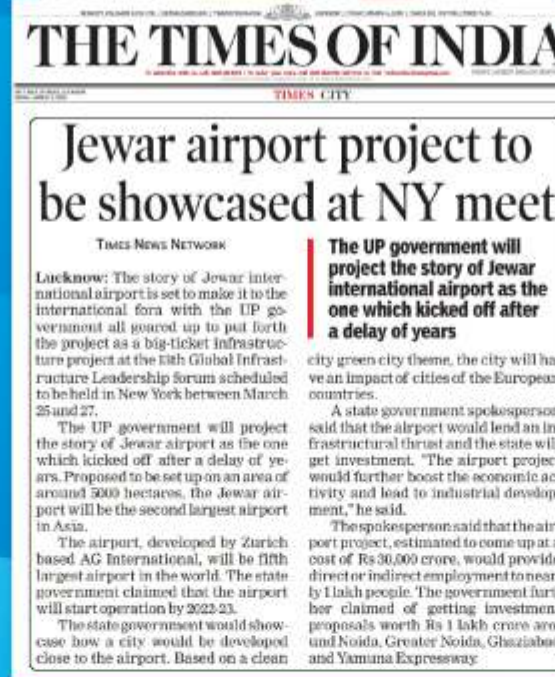 THE TIMES OF INDIA
TIMES CITY
Jewar airport project to
be showcased at NY meet
TIMES NEWS NETWORK
Lucknow: The story of Jewar inter-
national airport is set to make it to the
international fora with the UP go-
vernment all geared up to put forth
the project as a big-ticket infrastruc-
ture project at the 13th Global Infrast-
ructure Leadership forum scheduled
to be held in New York between March
25 and 27.
The UP government will project
the story of Jewar airport as the one
which kicked off after a delay of ye-
ars. Proposed to be set up on an area of
around 5000 hectares, the Jewar air-
port will be the second largest airport
in Asia.
The airport, developed by Zurich
based AG International, will be fifth
largest airport in the world. The state
government claimed that the airport
will start operation by 2022-23.
The state government would show-
case how a city would be developed
close to the airport. Based on a clean
The UP government will
project the story of Jewar
international airport as the
one which kicked off after
a delay of years
city green city theme, the city will ha
ve an impact of cities of the European
countries.
A state government spokesperson
said that the airport would lend an in
frastructural thrust and the state will
get investment. "The airport project
would further boost the economic ac
tivity and lead to industrial develop
ment," he said.
The spokesperson said that the air
port project, estimated to come up at a
cost of Rs 30,000 crore, would provide
direct or indirect employment to near
ly 1 lakh people. The government furt
her claimed of getting investment
proposals worth Rs 1 lakh crore aro
und Noida, Greater Noida, Ghaziabad
and Yamuna Expressway.